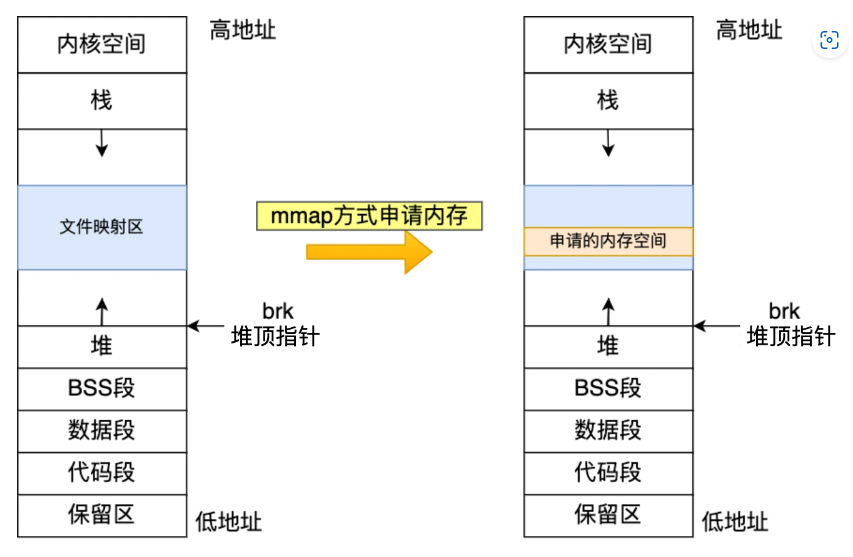 内核空间
高地址
栈
文件映射区
brk
堆顶指针
堆
BSS段
数据段
代码段
保留区
低地址
mmap方式申请内存
内核空间
高地址
栈
申请的内存空间
brk
堆顶指针
堆
BSS段
数据段
代码段
保留区
低地址